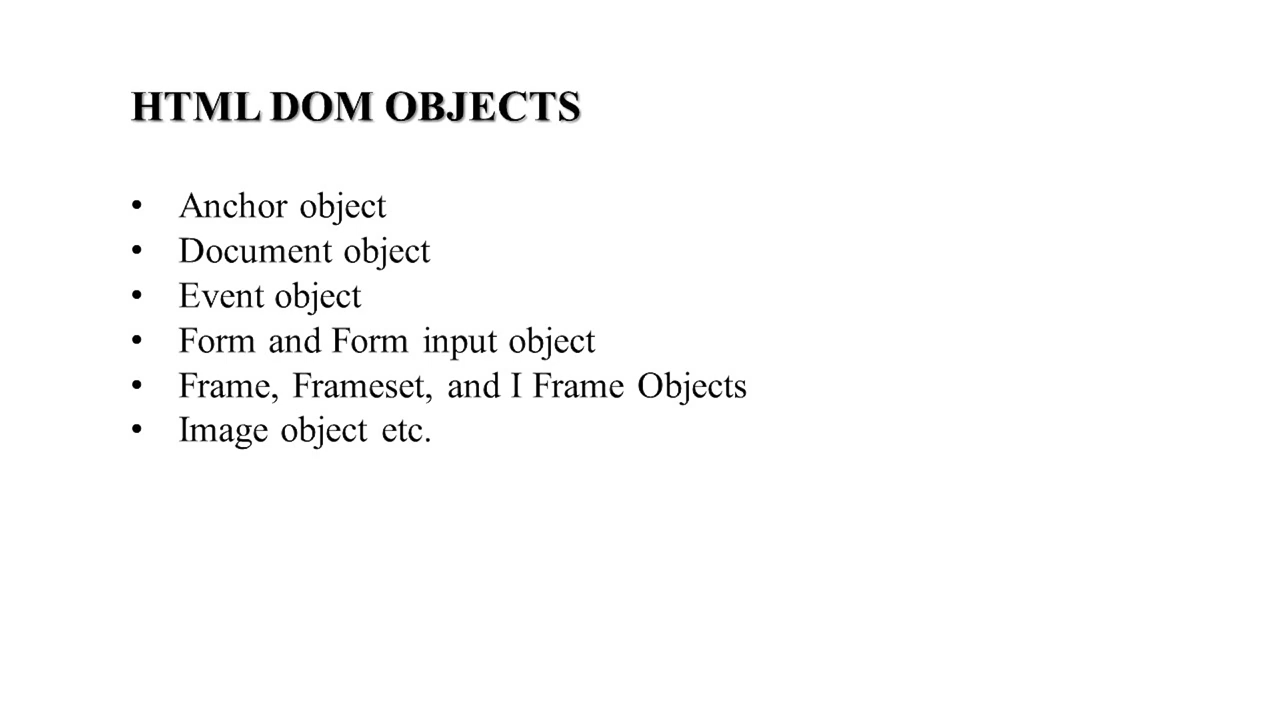 HTML DOM OBJECTS
• Anchor object
• Document object
• Event object
• Form and Form input object
• Frame, Frameset, and I Frame Objects
• Image object etc.